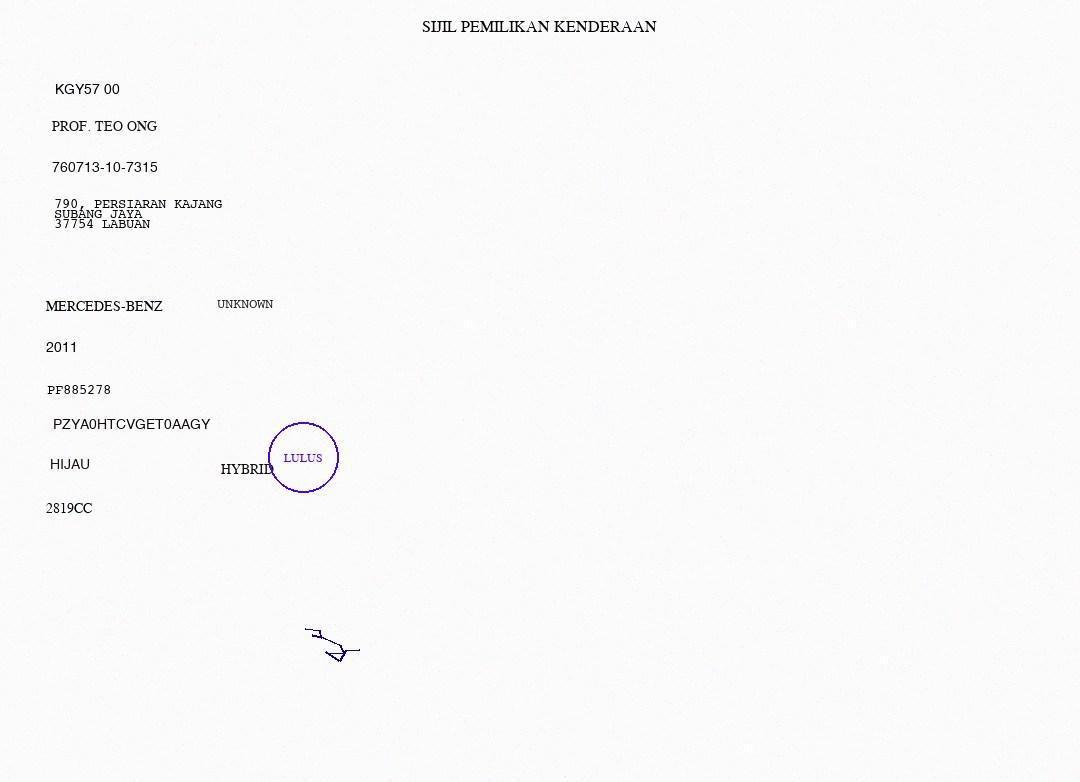 SIJIL PEMILIKAN KENDERAAN
KGY57 00
PROF. TEO ONG
760713-10-7315
790, PERSIARAN KAJANG
SUBANG JAYA
37754 LABUAN
MERCEDES-BENZ UNKNOWN
2011
PF885278
PZYA0HTCVGET0AAGY
LULUS
HIJAU HYBRID
2819CC